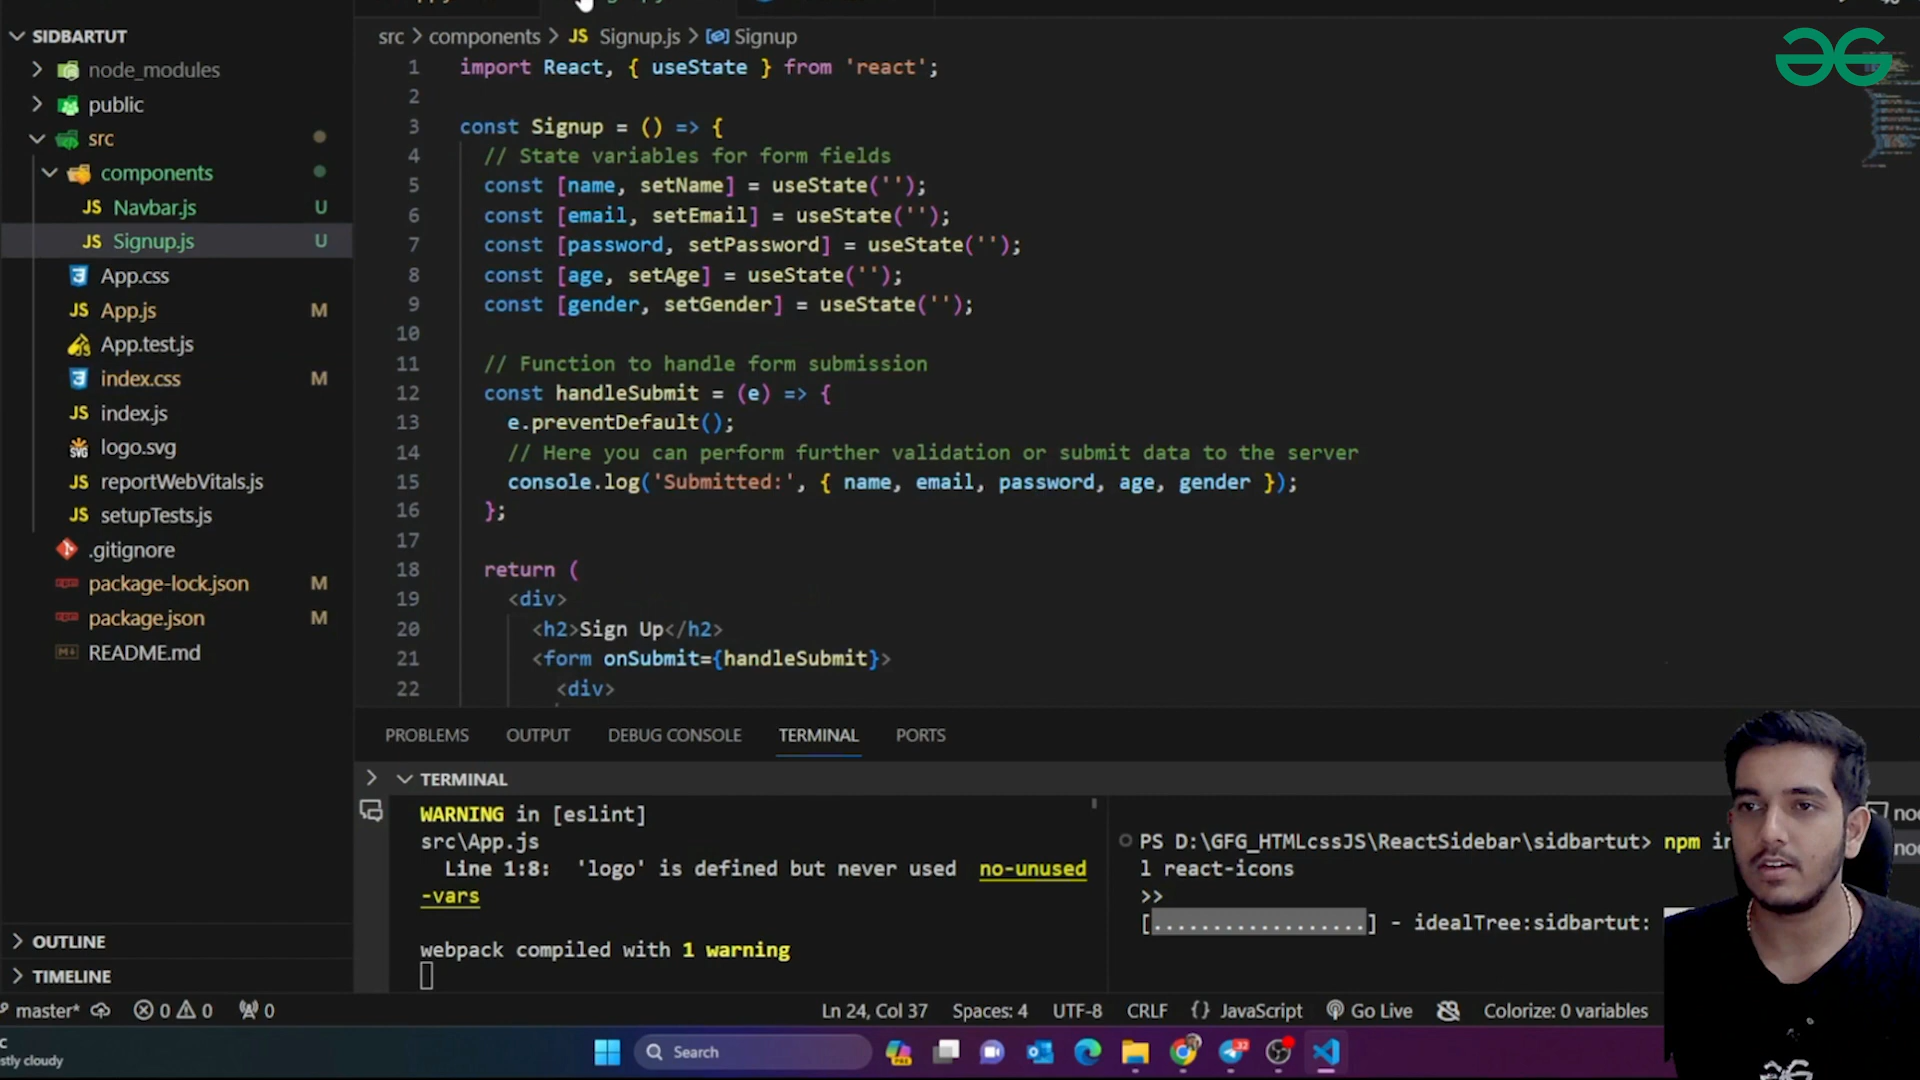 SIDBARTUT
node_modules
public
src
components
JS Navbar.js U
JS Signup.js U
App.css
JS App.js M
App.test.js
index.css M
JS index.js
SVG logo.svg
JS reportWebVitals.js
JS setupTests.js
.gitignore
package-lock.json M
package.json M
README.md
OUTLINE
TIMELINE
src > components > JS Signup.js > Signup
1 import React, { useState } from 'react';
2
3 const Signup = () => {
4 // State variables for form fields
5 const [name, setName] = useState('');
6 const [email, setEmail] = useState('');
7 const [password, setPassword] = useState('');
8 const [age, setAge] = useState('');
9 const [gender, setGender] = useState('');
10
11 // Function to handle form submission
12 const handleSubmit = (e) => {
13 e.preventDefault();
14 // Here you can perform further validation or submit data to the server
15 console.log('Submitted:', { name, email, password, age, gender });
16 };
17
18 return (
19 <div>
20 <h2>Sign Up</h2>
21 <form onSubmit={handleSubmit}>
22 <div>
PROBLEMS OUTPUT DEBUG CONSOLE TERMINAL PORTS
TERMINAL
WARNING in [eslint]
src\App.js
Line 1:8: 'logo' is defined but never used no-unused
-vars
webpack compiled with 1 warning
PS D:\GFG_HTMLcssJS\ReactSidebar\sidbartut> npm in
l react-icons
>>
[..................] - idealTree:sidbartut:
master* 0 0 0 Ln 24, Col 37 Spaces: 4 UTF-8 CRLF {} JavaScript Go Live Colorize: 0 variables
Search